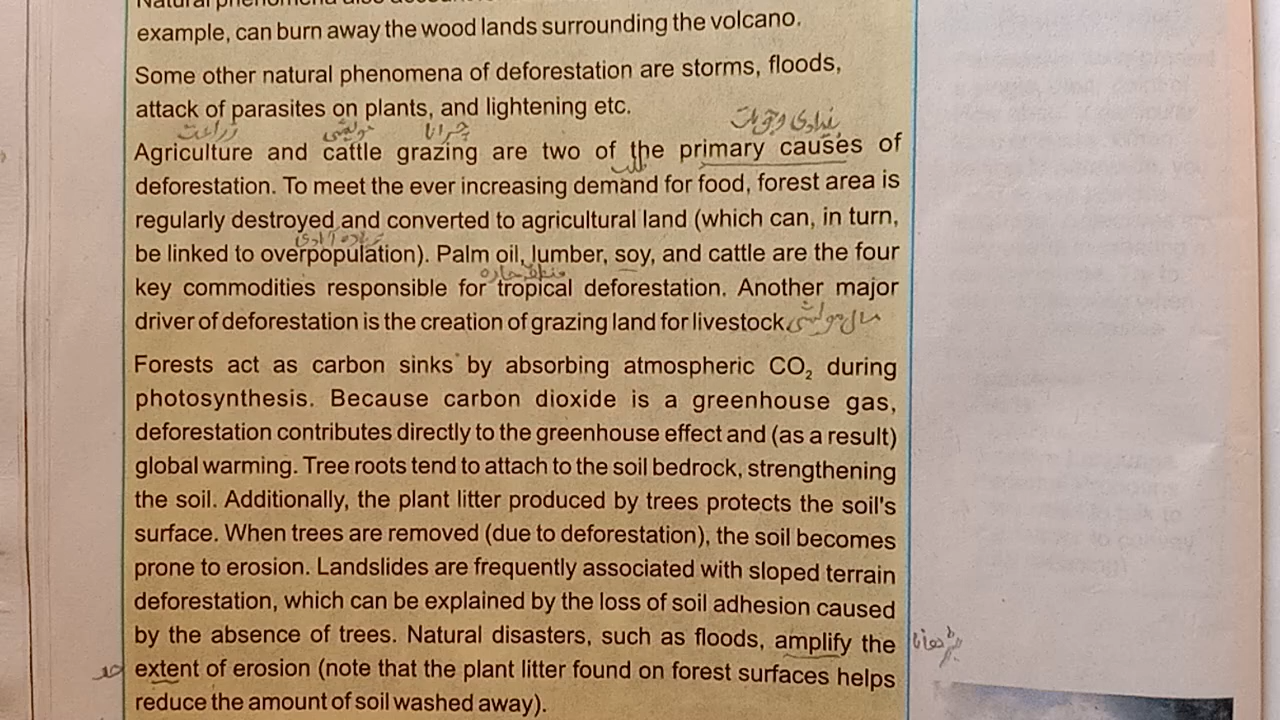 example, can burn away the wood lands surrounding the volcano.
Some other natural phenomena of deforestation are storms, floods,
attack of parasites on plants, and lightening etc.
زراعت مویشی چرانا
Agriculture and cattle grazing are two of the primary causes of
طلب
deforestation. To meet the ever increasing demand for food, forest area is
regularly destroyed and converted to agricultural land (which can, in turn,
زیادہ آبادی
be linked to overpopulation). Palm oil, lumber, soy, and cattle are the four
منطقہ حارہ
key commodities responsible for tropical deforestation. Another major
driver of deforestation is the creation of grazing land for livestock. مال مویشی
Forests act as carbon sinks by absorbing atmospheric CO₂ during
photosynthesis. Because carbon dioxide is a greenhouse gas,
deforestation contributes directly to the greenhouse effect and (as a result)
global warming. Tree roots tend to attach to the soil bedrock, strengthening
the soil. Additionally, the plant litter produced by trees protects the soil's
surface. When trees are removed (due to deforestation), the soil becomes
prone to erosion. Landslides are frequently associated with sloped terrain
deforestation, which can be explained by the loss of soil adhesion caused
by the absence of trees. Natural disasters, such as floods, amplify the
حد extent of erosion (note that the plant litter found on forest surfaces helps
reduce the amount of soil washed away).